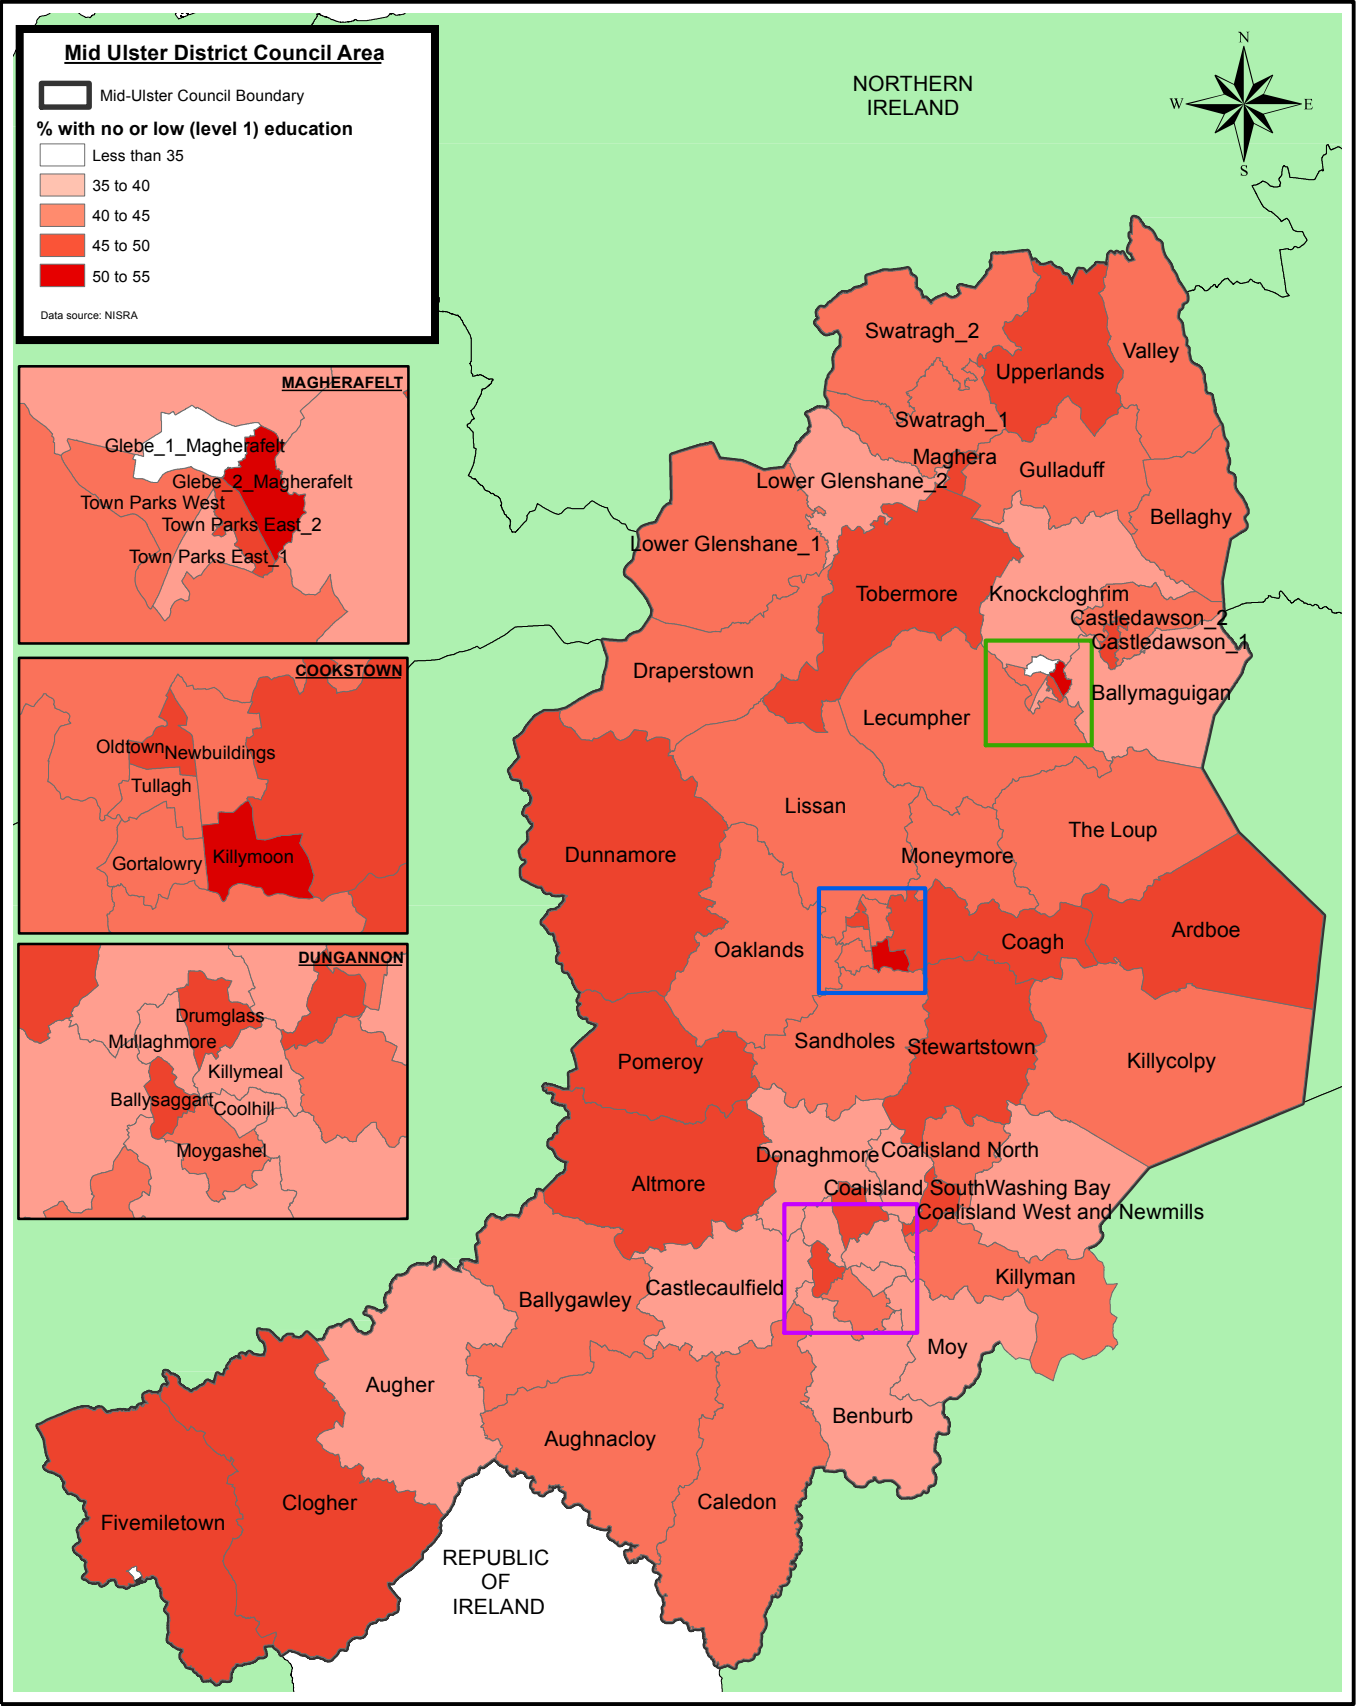 Mid Ulster District Council Area
Mid-Ulster Council Boundary
% with no or low (level 1) education
Less than 35
35 to 40
40 to 45
45 to 50
50 to 55
Data source: NISRA
NORTHERN
IRELAND
N
W
E
S
MAGHERAFELT
Glebe_1_Magherafelt
Glebe_2_Magherafelt
Town Parks West
Town Parks East_2
Town Parks East_1
COOKSTOWN
Oldtown
Newbuildings
Tullagh
Gortalowry
Killymoon
DUNGANNON
Drumglass
Mullaghmore
Killymeal
Ballysaggart
Coolhill
Moygashel
Swatragh_2
Valley
Upperlands
Swatragh_1
Maghera
Gulladuff
Lower Glenshane_2
Bellaghy
Lower Glenshane_1
Tobermore
Knockcloghrim
Castledawson_2
Castledawson_1
Draperstown
Ballymaguigan
Lecumpher
Lissan
The Loup
Dunnamore
Moneymore
Ardboe
Coagh
Oaklands
Sandholes
Stewartstown
Pomeroy
Killycolpy
Donaghmore
Coalisland North
Altmore
Coalisland South
Washing Bay
Coalisland West and Newmills
Killyman
Castlecaulfield
Ballygawley
Moy
Augher
Benburb
Aughnacloy
Caledon
Clogher
Fivemiletown
REPUBLIC
OF
IRELAND